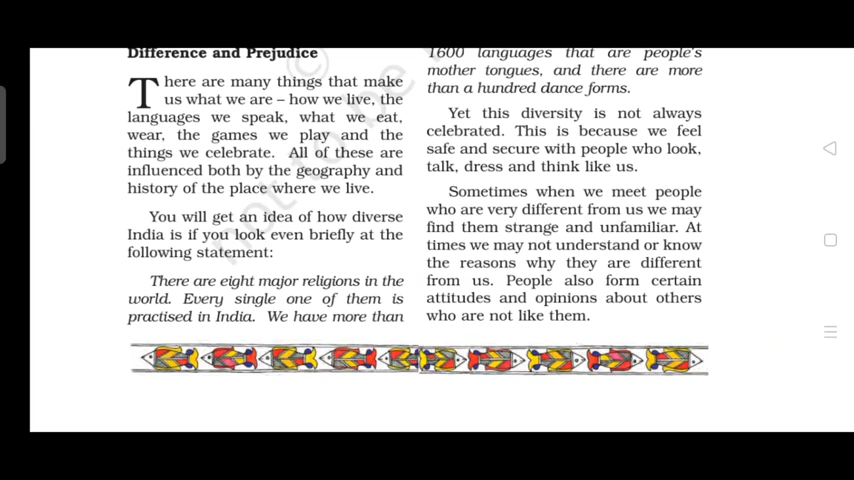 Difference and Prejudice
There are many things that make
us what we are – how we live, the
languages we speak, what we eat,
wear, the games we play and the
things we celebrate. All of these are
influenced both by the geography and
history of the place where we live.
You will get an idea of how diverse
India is if you look even briefly at the
following statement:
There are eight major religions in the
world. Every single one of them is
practised in India. We have more than
1600 languages that are people's
mother tongues, and there are more
than a hundred dance forms.
Yet this diversity is not always
celebrated. This is because we feel
safe and secure with people who look,
talk, dress and think like us.
Sometimes when we meet people
who are very different from us we may
find them strange and unfamiliar. At
times we may not understand or know
the reasons why they are different
from us. People also form certain
attitudes and opinions about others
who are not like them.
©
not to be